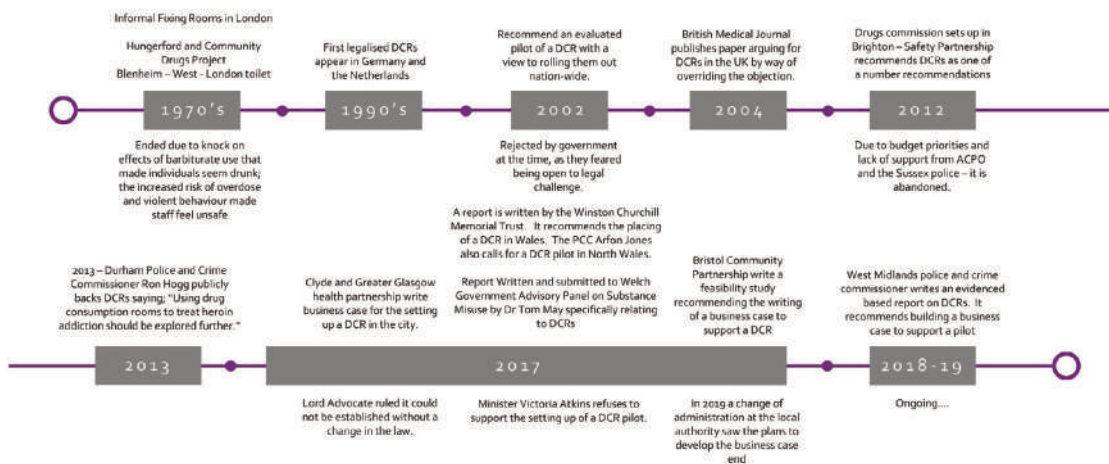 Informal Fixing Rooms in London
Hungerford and Community
Drugs Project
Blenheim – West - London toilet
1970's
Ended due to knock on
effects of barbiturate use that
made individuals seem drunk;
the increased risk of overdose
and violent behaviour made
staff feel unsafe
First legalised DCRs
appear in Germany and
the Netherlands
1990's
Recommend an evaluated
pilot of a DCR with a
view to rolling them out
nation-wide.
2002
Rejected by government
at the time, as they feared
being open to legal
challenge.
British Medical Journal
publishes paper arguing for
DCRs in the UK by way of
overriding the objection.
2004
Drugs commission sets up in
Brighton – Safety Partnership
recommends DCRs as one of
a number recommendations
2012
Due to budget priorities and
lack of support from ACPO
and the Sussex police – it is
abandoned.
2013 – Durham Police and Crime
Commissioner Ron Hogg publicly
backs DCRs saying; "Using drug
consumption rooms to treat heroin
addiction should be explored further."
2013
Clyde and Greater Glasgow
health partnership write
business case for the setting
up a DCR in the city.
A report is written by the Winston Churchill
Memorial Trust. It recommends the placing
of a DCR in Wales. The PCC Arfon Jones
also calls for a DCR pilot in North Wales.
Report Written and submitted to Welch
Government Advisory Panel on Substance
Misuse by Dr Tom May specifically relating
to DCRs
Bristol Community
Partnership write a
feasibility study
recommending the writing
of a business case to
support a DCR
2017
Lord Advocate ruled it could
not be established without a
change in the law.
Minister Victoria Atkins refuses to
support the setting up of a DCR pilot.
In 2019 a change of
administration at the local
authority saw the plans to
develop the business case
end
West Midlands police and crime
commissioner writes an evidenced
based report on DCRs. It
recommends building a business
case to support a pilot
2018-19
Ongoing....